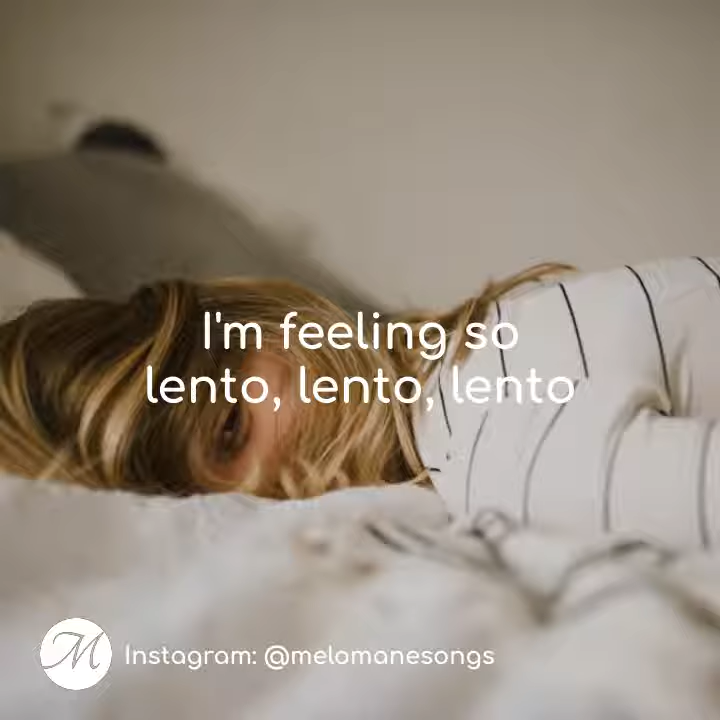 I'm feeling so
lento, lento, lento
M
Instagram: @melomanesongs